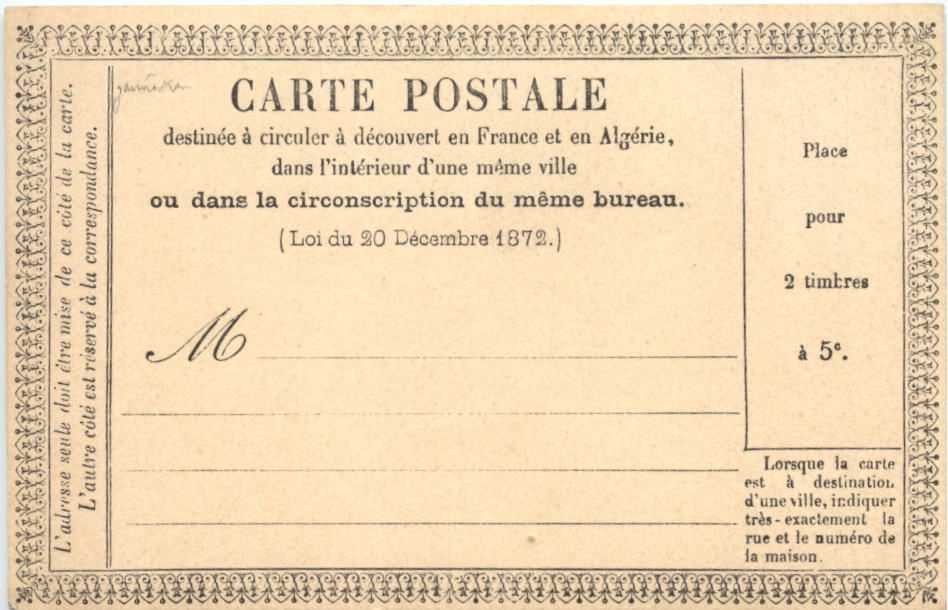 CARTE POSTALE
destinée à circuler à découvert en France et en Algérie,
dans l'intérieur d'une même ville
ou dans la circonscription du même bureau.
(Loi du 20 Décembre 1872.)
M
L'adresse seule doit être mise de ce côté de la carte.
L'autre côté est réservé à la correspondance.
Place
pour
2 timbres
à 5c.
Lorsque la carte
est à destination
d'une ville, indiquer
très-exactement la
rue et le numéro de
la maison.